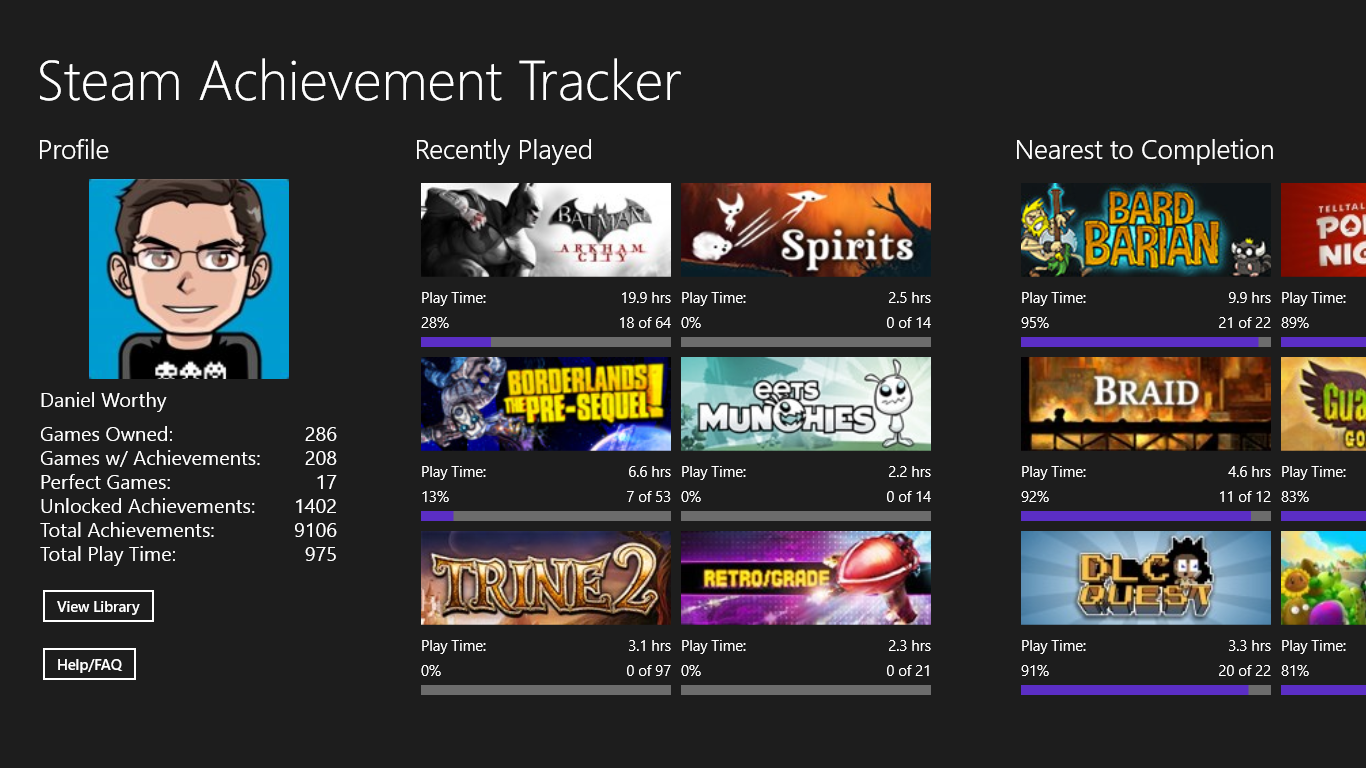 Steam Achievement Tracker
Profile
Daniel Worthy
Games Owned: 286
Games w/ Achievements: 208
Perfect Games: 17
Unlocked Achievements: 1402
Total Achievements: 9106
Total Play Time: 975
View Library
Help/FAQ
Recently Played
BATMAN
ARKHAM
CITY
Play Time: 19.9 hrs
28% 18 of 64
Spirits
Play Time: 2.5 hrs
0% 0 of 14
BORDERLANDS
THE PRE-SEQUEL!
Play Time: 6.6 hrs
13% 7 of 53
eets
MUNCHIES
Play Time: 2.2 hrs
0% 0 of 14
TRINE 2
Play Time: 3.1 hrs
0% 0 of 97
RETRO/GRADE
Play Time: 2.3 hrs
0% 0 of 21
Nearest to Completion
BARD
BARIAN
Play Time: 9.9 hrs
95% 21 of 22
Play Time:
89%
BRAID
Play Time: 4.6 hrs
92% 11 of 12
Play Time:
83%
DLC
QUEST
Play Time: 3.3 hrs
91% 20 of 22
Play Time:
81%